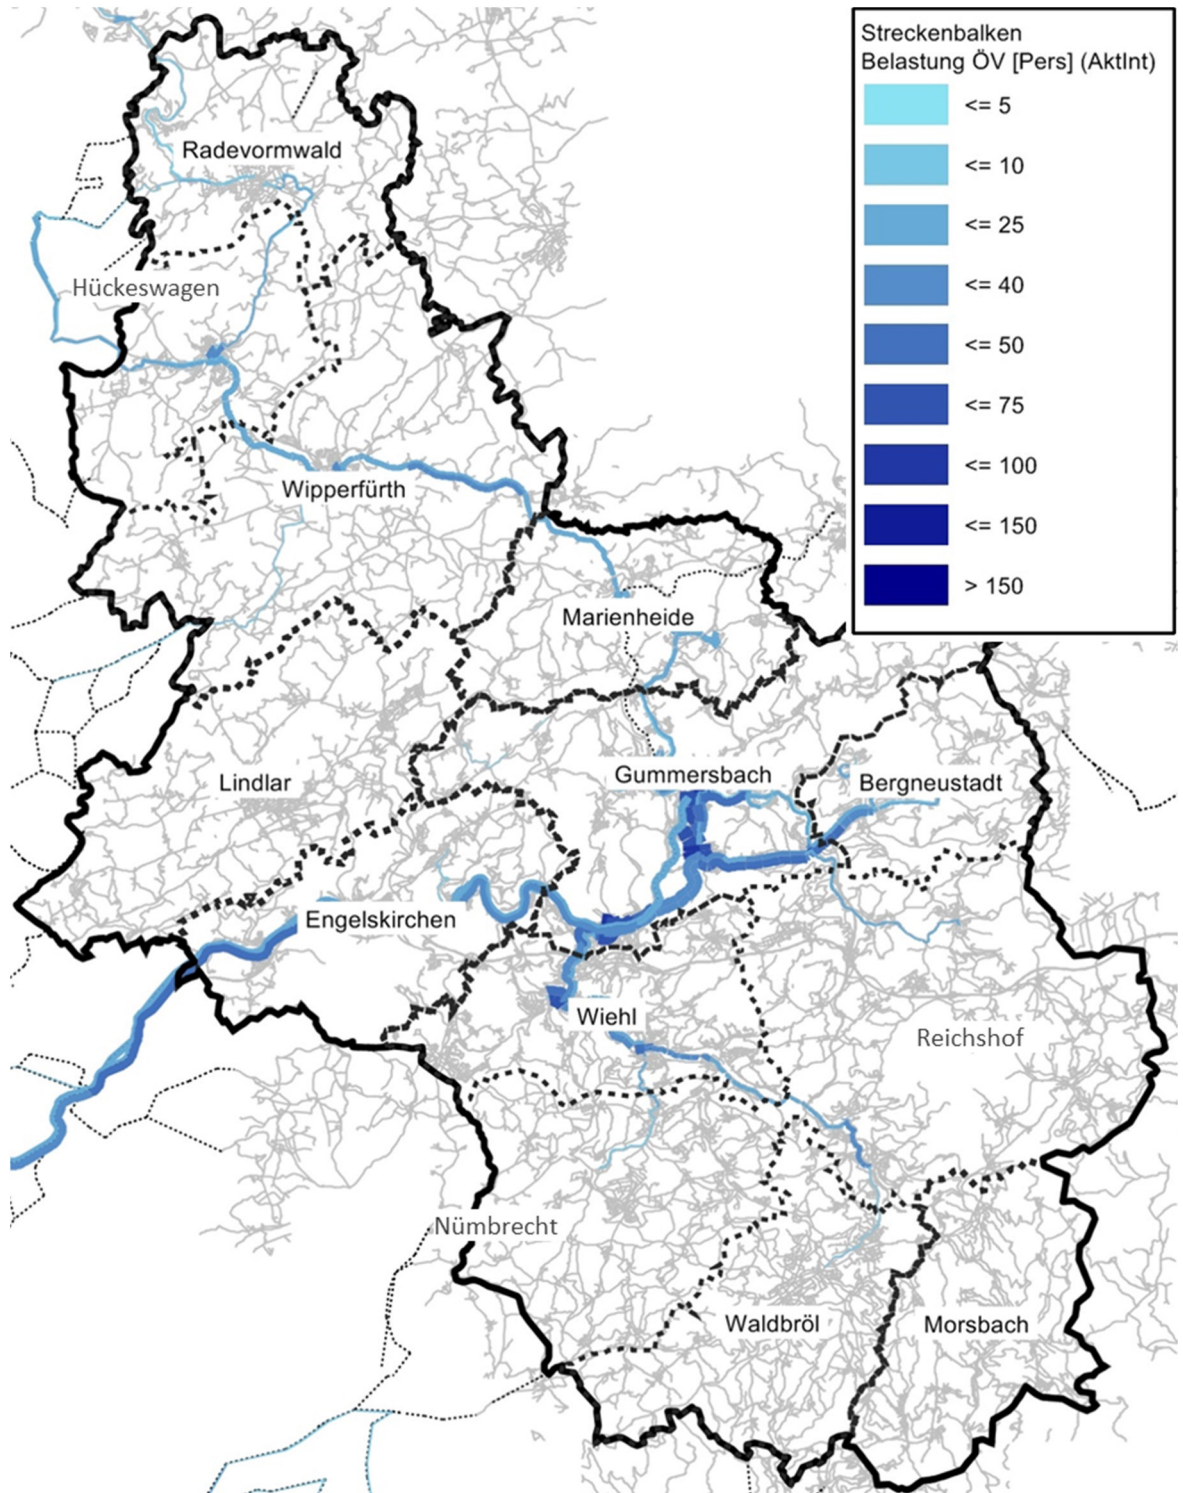 Streckenbalken
Belastung ÖV [Pers] (AktInt)
<= 5
<= 10
<= 25
<= 40
<= 50
<= 75
<= 100
<= 150
> 150
Radevormwald
Hückeswagen
Wipperfürth
Marienheide
Lindlar
Gummersbach
Bergneustadt
Engelskirchen
Wiehl
Reichshof
Nümbrecht
Waldbröl
Morsbach